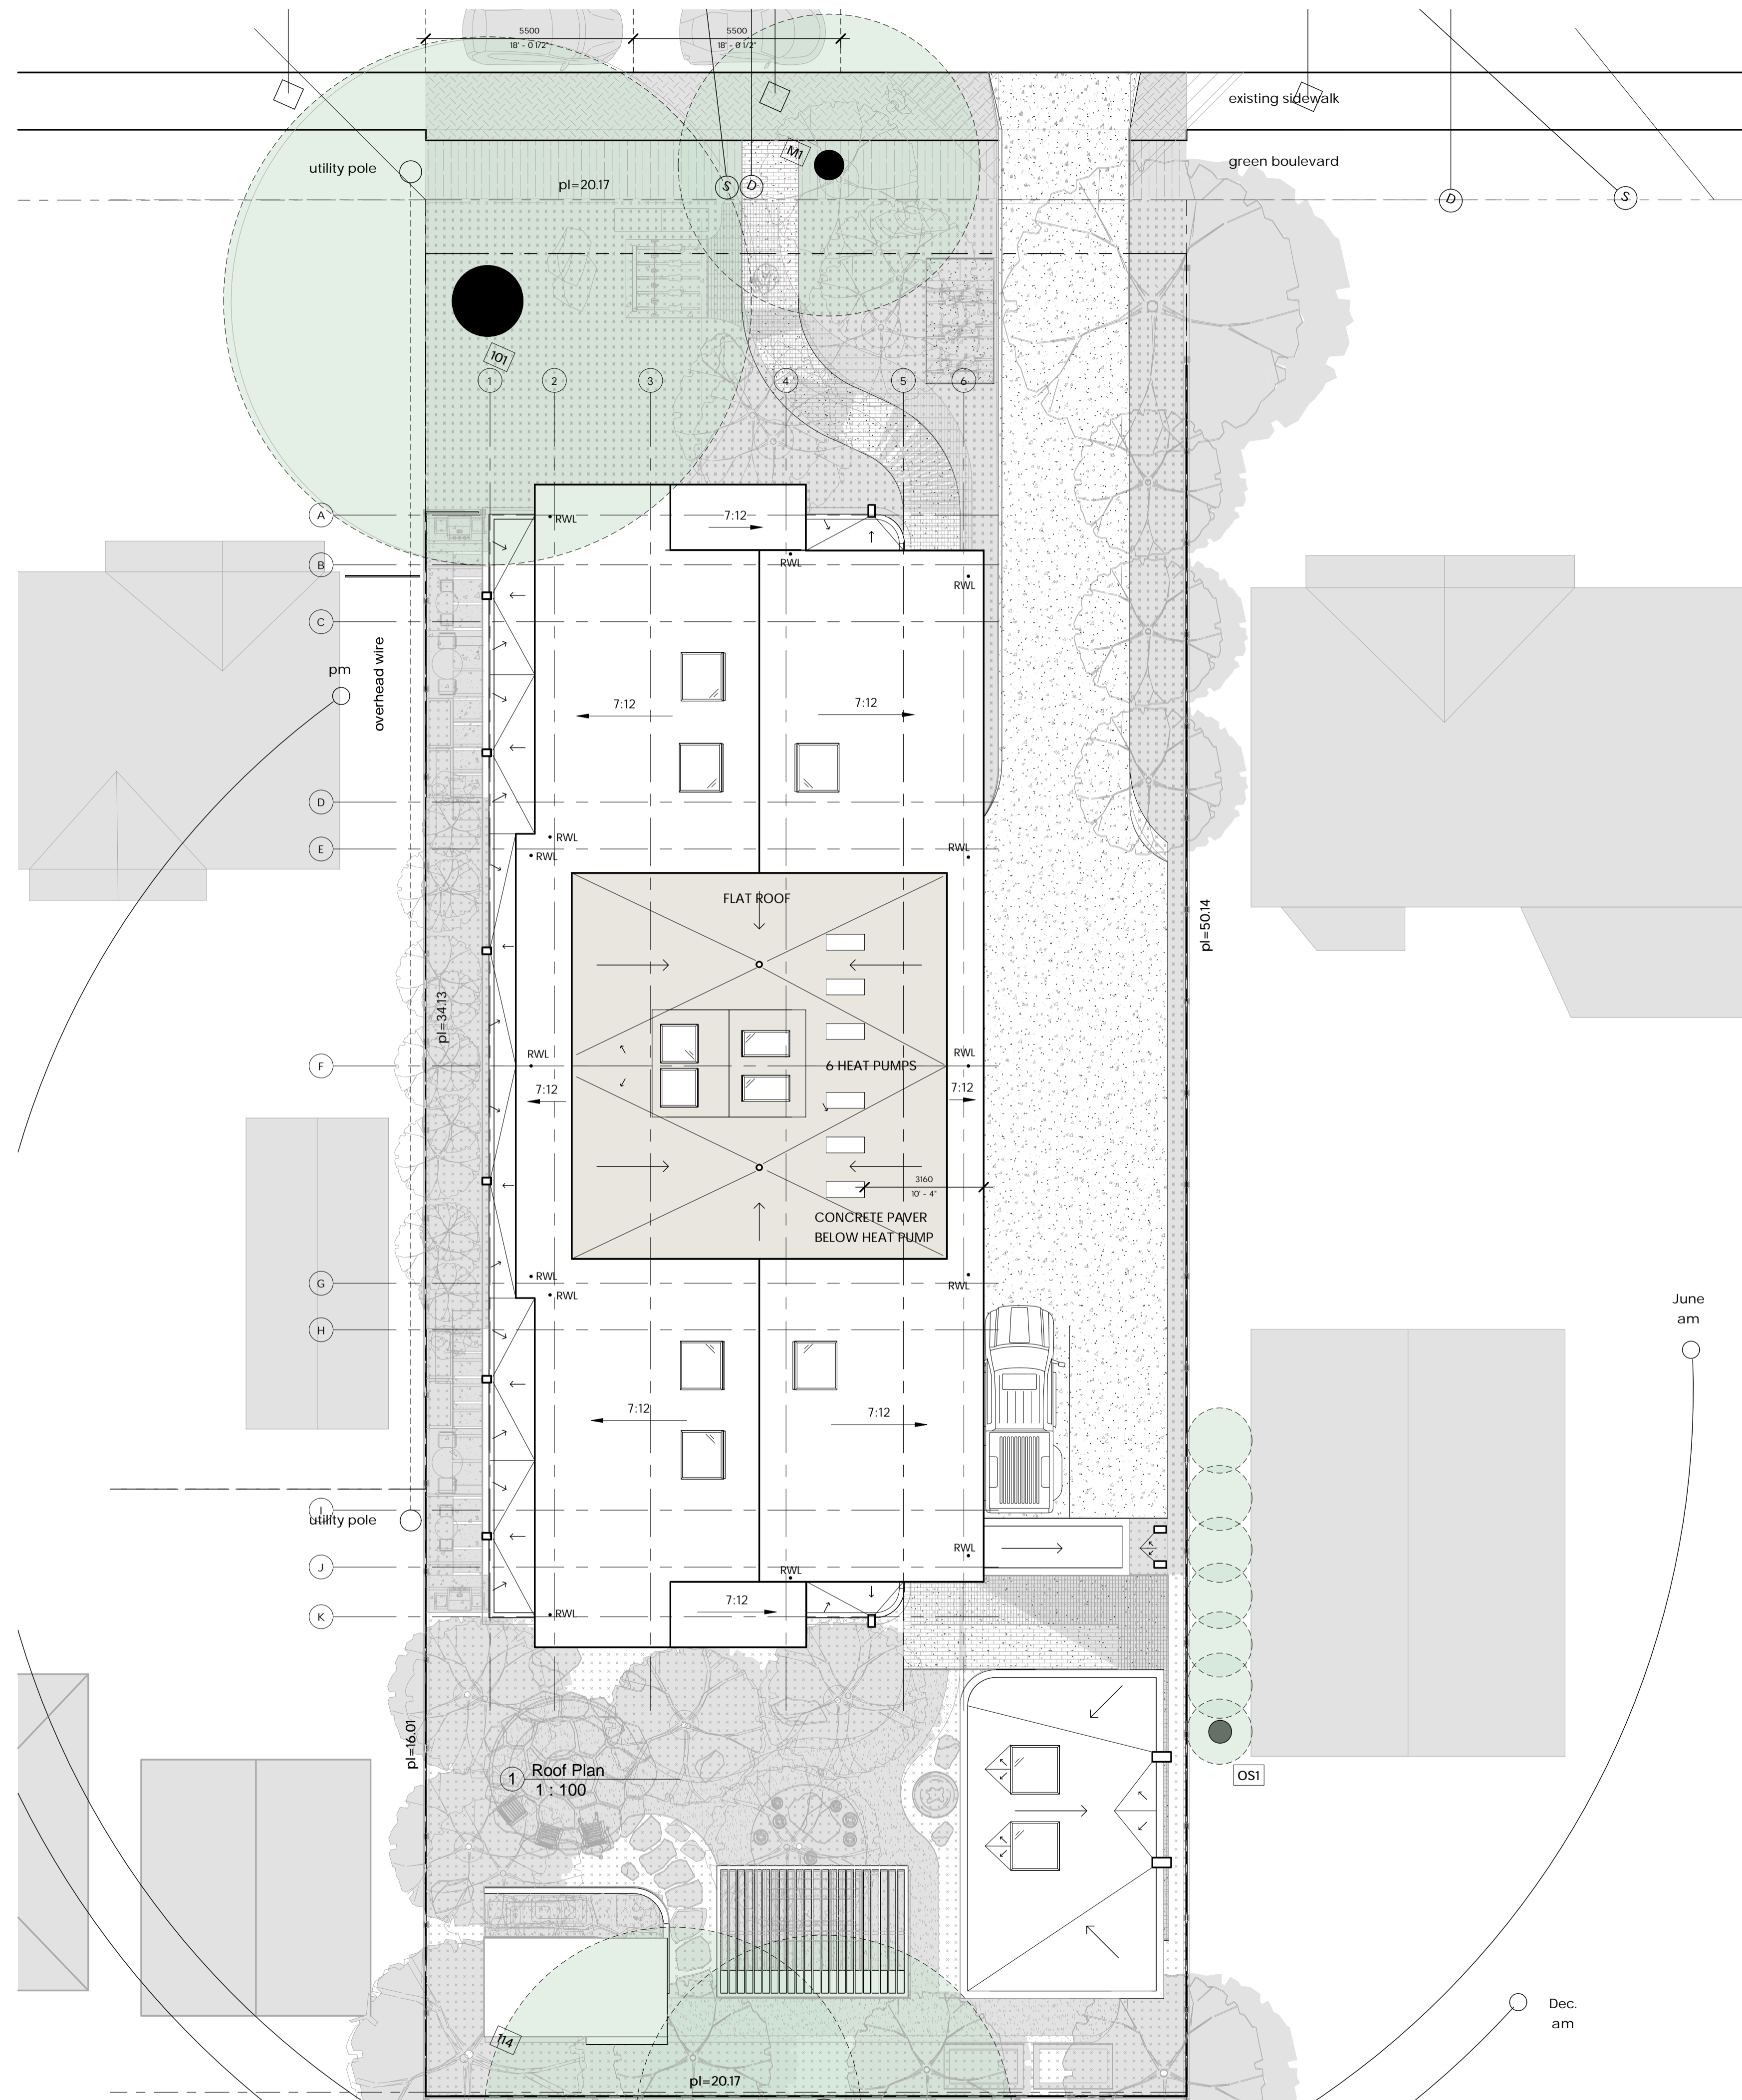 5500
18' - 0 1/2"
5500
18' - 0 1/2"
existing sidewalk
M1
green boulevard
utility pole
pl=20.17
S
D
D
S
101
1
2
3
4
5
6
A
RWL
7:12
B
RWL
RWL
C
overhead wire
pm
7:12
7:12
D
E
RWL
RWL
RWL
FLAT ROOF
pl=50.14
pl=34.13
F
RWL
6 HEAT PUMPS
RWL
7:12
7:12
3160
10' - 4"
CONCRETE PAVER
BELOW HEAT PUMP
G
RWL
RWL
RWL
H
June
am
7:12
7:12
I
utility pole
RWL
J
RWL
7:12
K
RWL
pl=16.01
1
Roof Plan
1 : 100
OS1
Dec.
am
114
pl=20.17